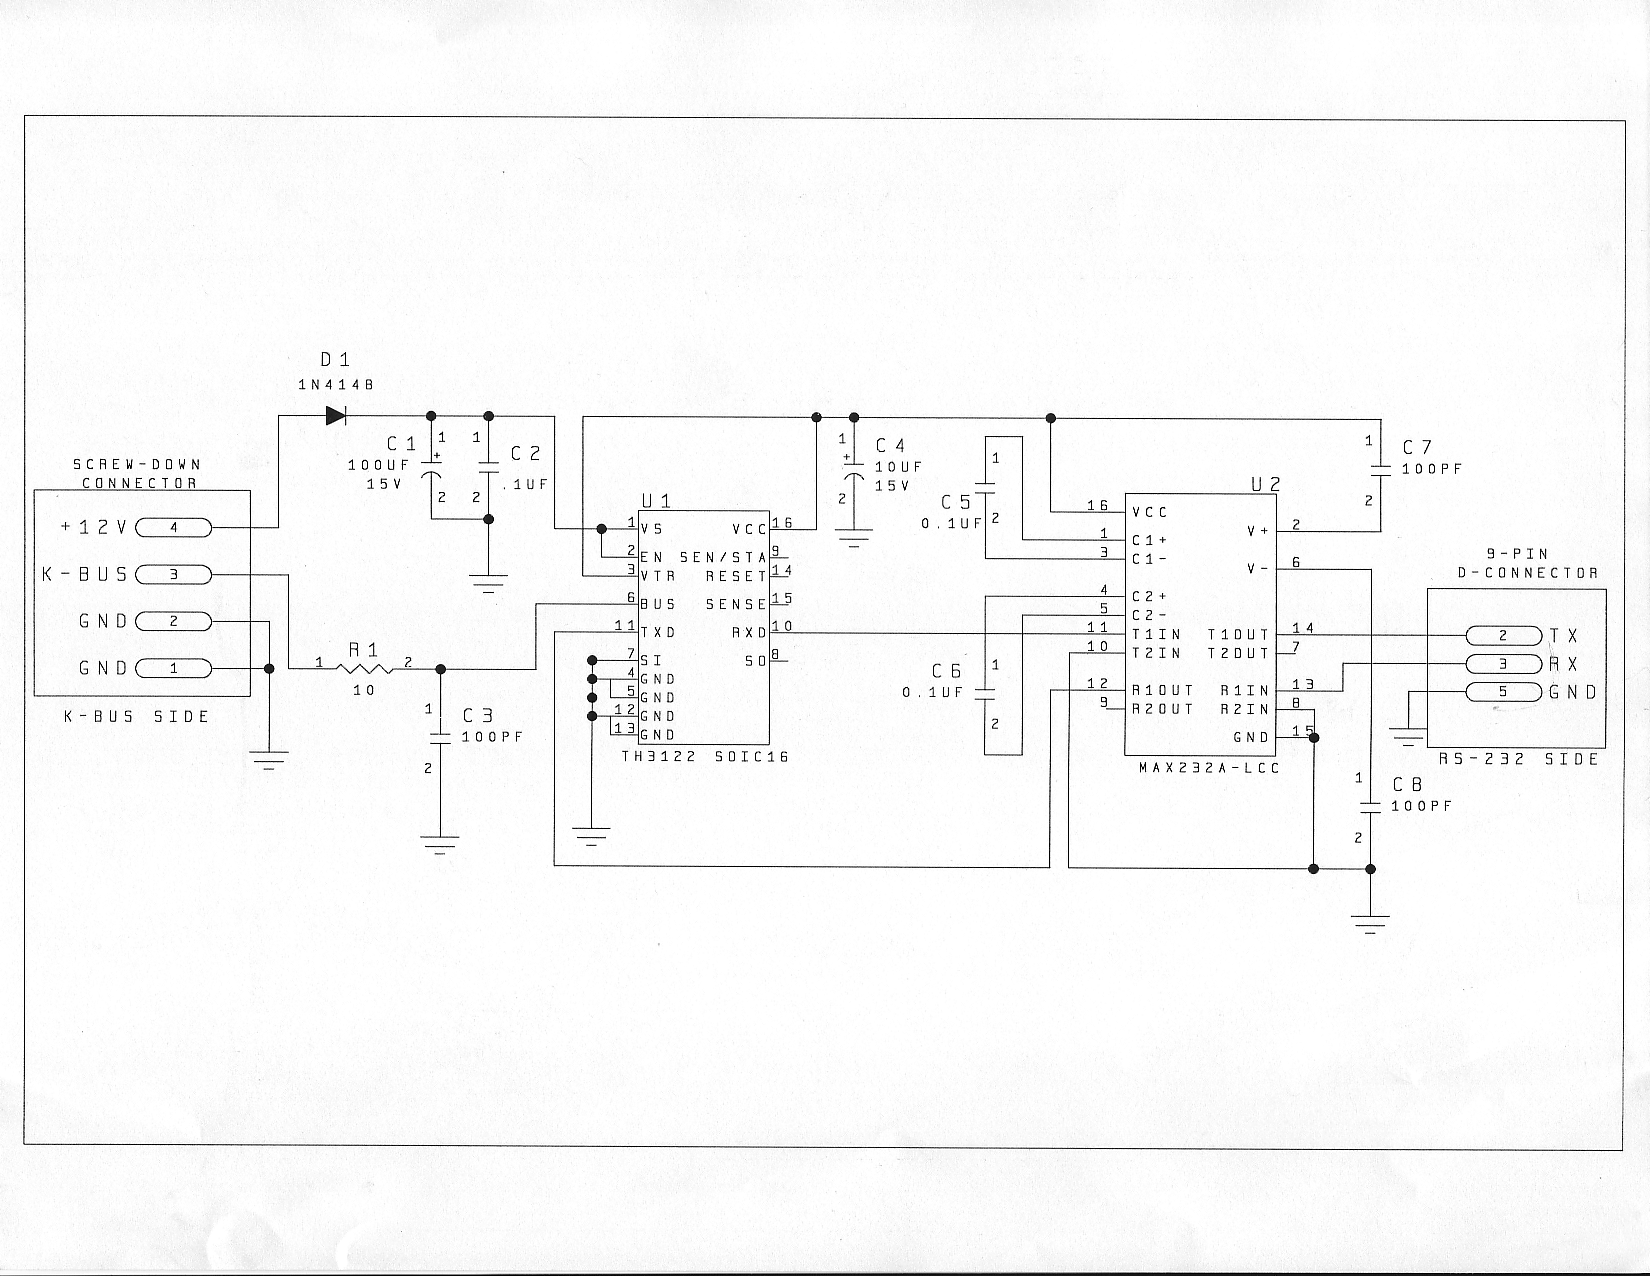 D1
1N4148
SCREW-DOWN
CONNECTOR
+12V 4
K-BUS 3
GND 2
GND 1
K-BUS SIDE
1 R1 2
10
C1
100UF
15V
1
+
2
1
C2
.1UF
2
1
C3
100PF
2
U1
1 VS VCC 16
2 EN SEN/STA 9
3 VTR RESET 14
6 BUS SENSE 15
11 TXD RXD 10
7 SI SO 8
4 GND
5 GND
12 GND
13 GND
TH3122 SOIC16
1
+
C4
10UF
15V
2
1
C5
0.1UF
2
C6
0.1UF
1
2
U2
16 VCC
V+ 2
1 C1+
3 C1-
V- 6
4 C2+
5 C2-
11 T1IN T1OUT 14
10 T2IN T2OUT 7
12 R1OUT R1IN 13
9 R2OUT R2IN 8
GND 15
MAX232A-LCC
1
C7
100PF
2
1
C8
100PF
2
9-PIN
D-CONNECTOR
2 TX
3 RX
5 GND
RS-232 SIDE